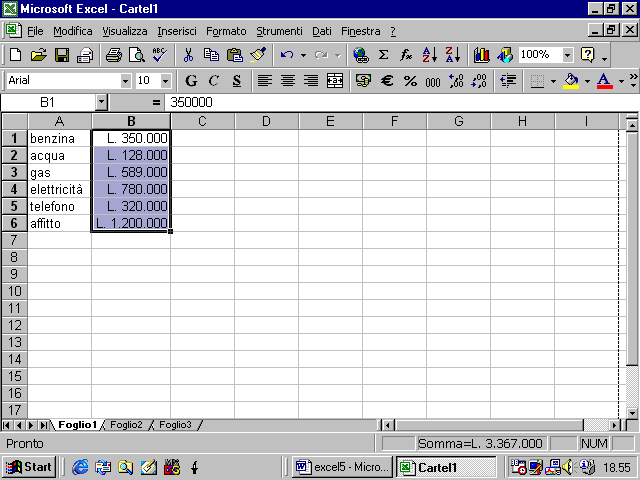 Microsoft Excel - Cartel1
File Modifica Visualizza Inserisci Formato Strumenti Dati Finestra ?
100%
Arial 10 G C S € % 000
B1 = 350000
A B C D E F G H I
1 benzina L. 350.000
2 acqua L. 128.000
3 gas L. 589.000
4 elettricità L. 780.000
5 telefono L. 320.000
6 affitto L. 1.200.000
7
8
9
10
11
12
13
14
15
16
17
Foglio1 Foglio2 Foglio3
Pronto Somma=L. 3.367.000 NUM
Start excel5 - Micro... Cartel1 18.55